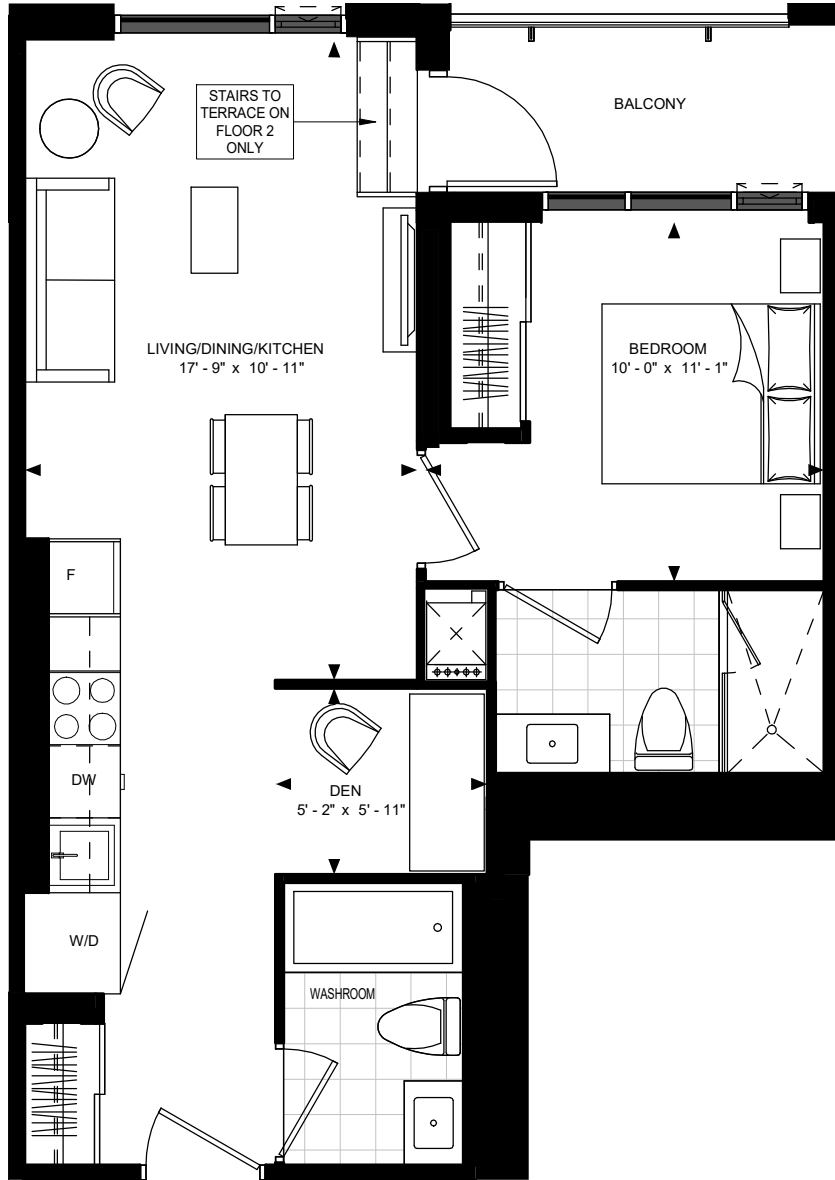 STAIRS TO
TERRACE ON
FLOOR 2
ONLY
BALCONY
LIVING/DINING/KITCHEN
17' - 9" x 10' - 11"
BEDROOM
10' - 0" x 11' - 1"
F
DW
DEN
5' - 2" x 5' - 11"
W/D
WASHROOM